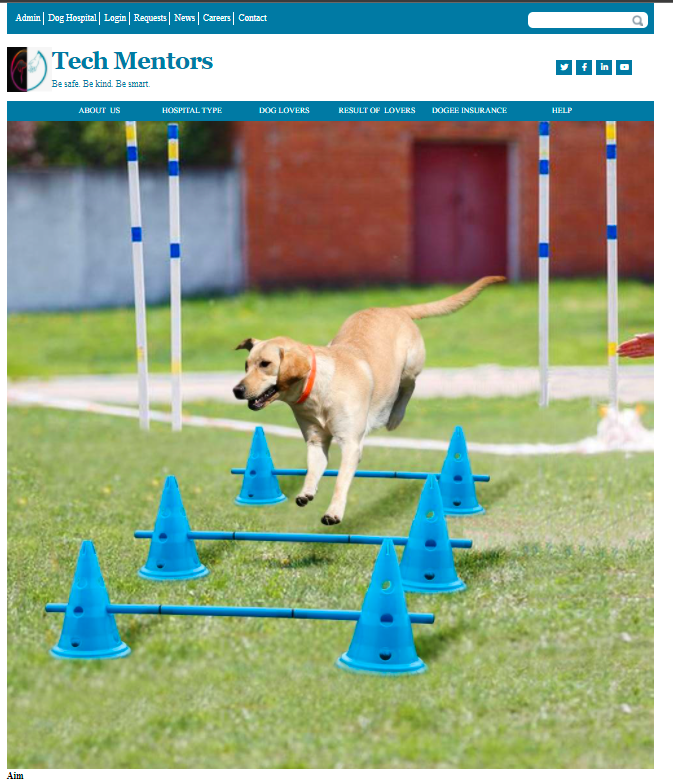 Admin Dog Hospital Login Requests News Careers Contact
Tech Mentors
Be safe. Be kind. Be smart.
ABOUT US HOSPITAL TYPE DOG LOVERS RESULT OF LOVERS DOGEE INSURANCE HELP
Aim